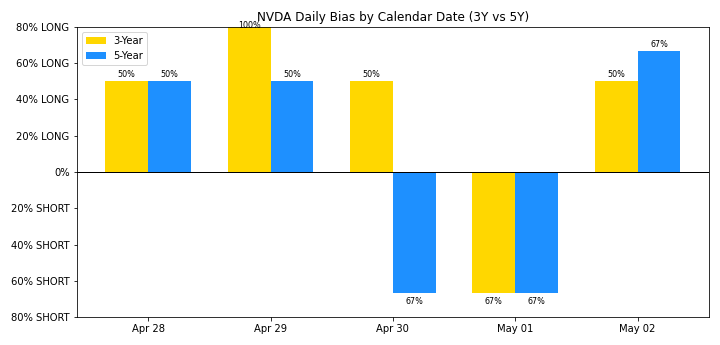 NVDA Daily Bias by Calendar Date (3Y vs 5Y)
80% LONG
60% LONG
40% LONG
20% LONG
0%
20% SHORT
40% SHORT
60% SHORT
80% SHORT
3-Year
5-Year
50%
50%
100%
50%
50%
67%
67%
67%
50%
67%
Apr 28
Apr 29
Apr 30
May 01
May 02